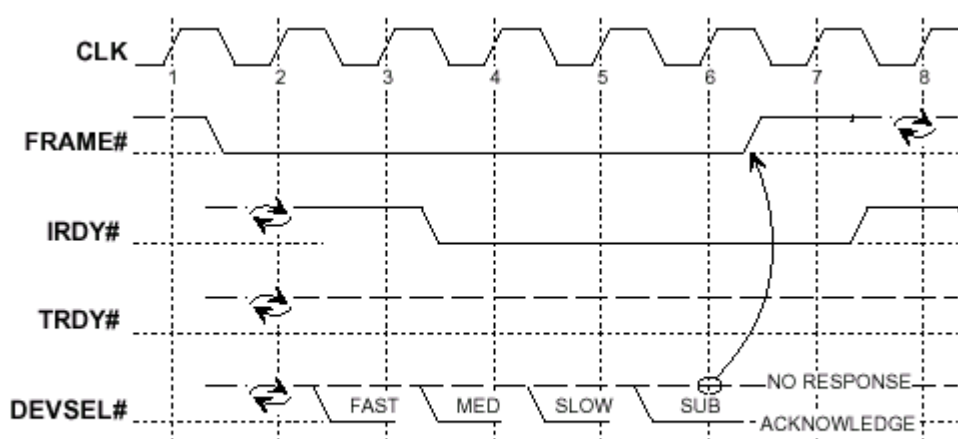 CLK
1 2 3 4 5 6 7 8
FRAME#
IRDY#
TRDY#
NO RESPONSE
DEVSEL# FAST MED SLOW SUB
ACKNOWLEDGE